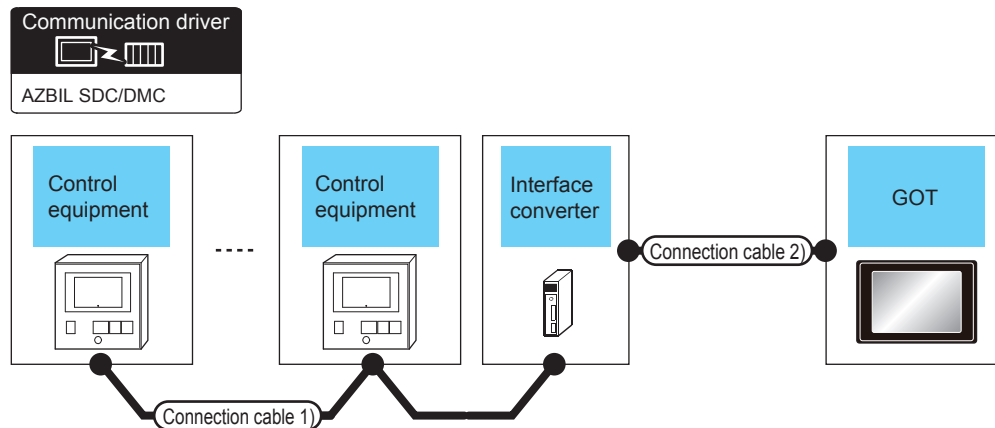 Communication driver
AZBIL SDC/DMC
Control
equipment
Control
equipment
Interface
converter
GOT
Connection cable 2)
Connection cable 1)